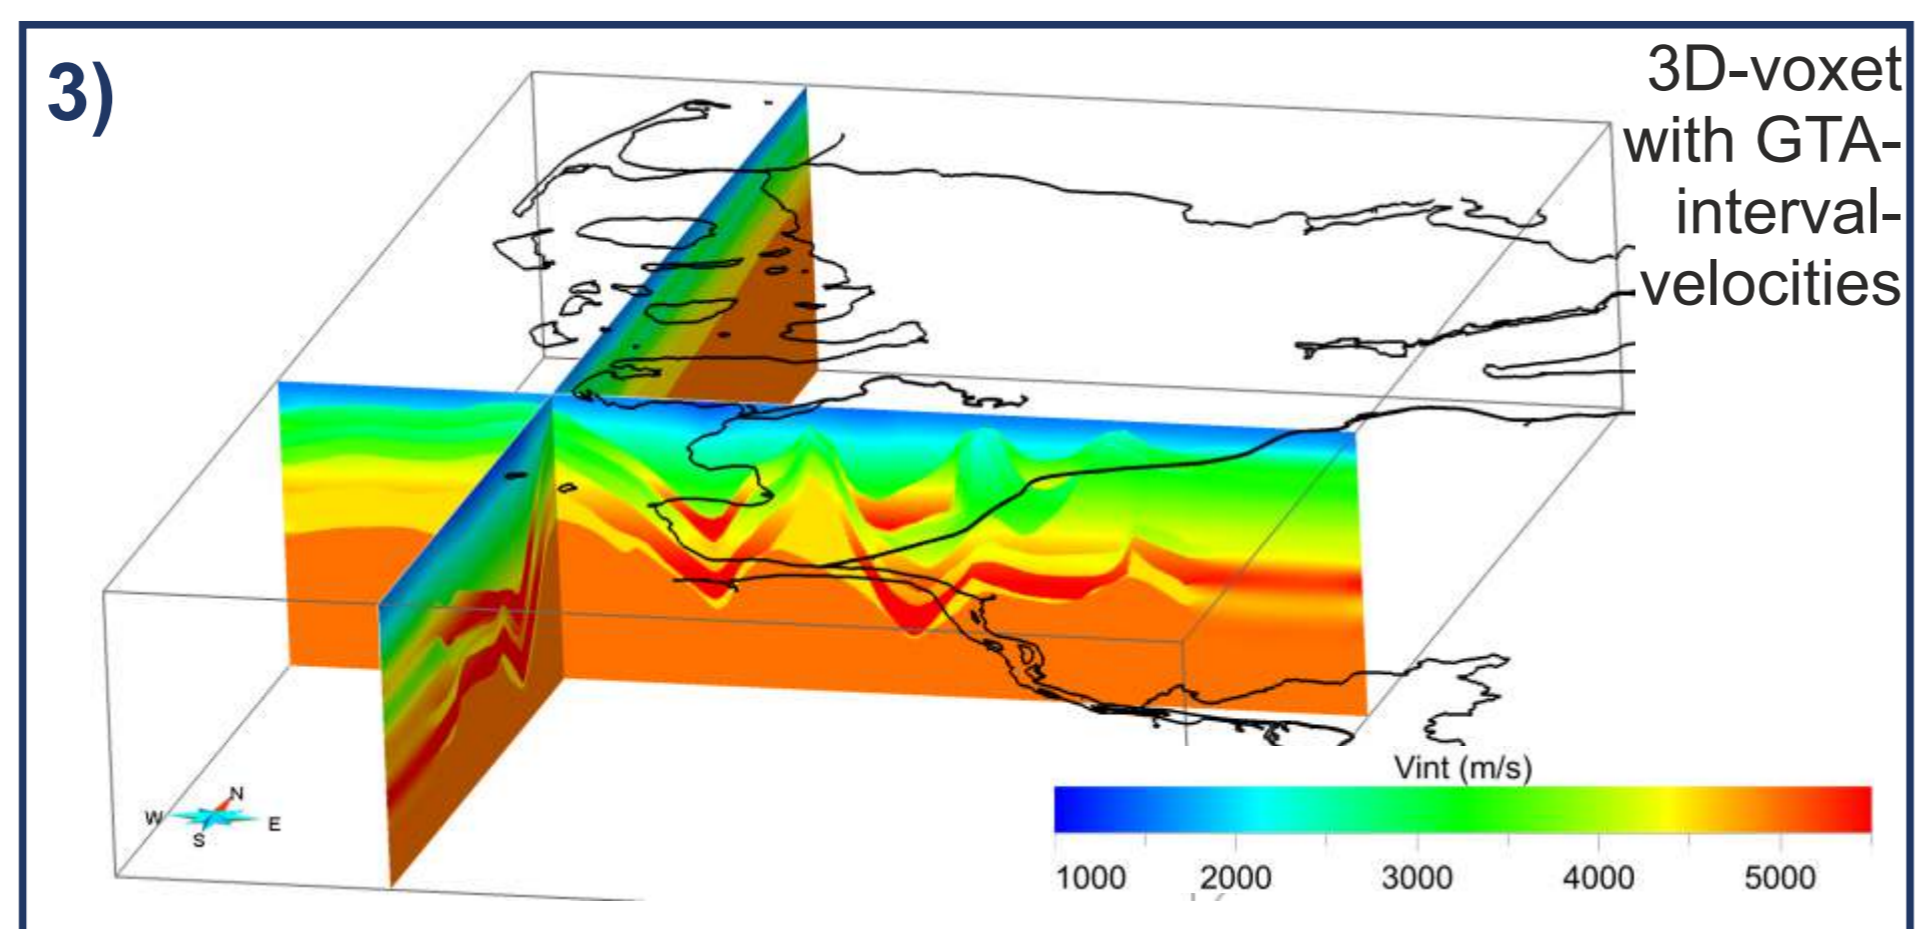 3)
3D-voxet
with GTA-
interval-
velocities
N
W
E
S
Vint (m/s)
1000 2000 3000 4000 5000